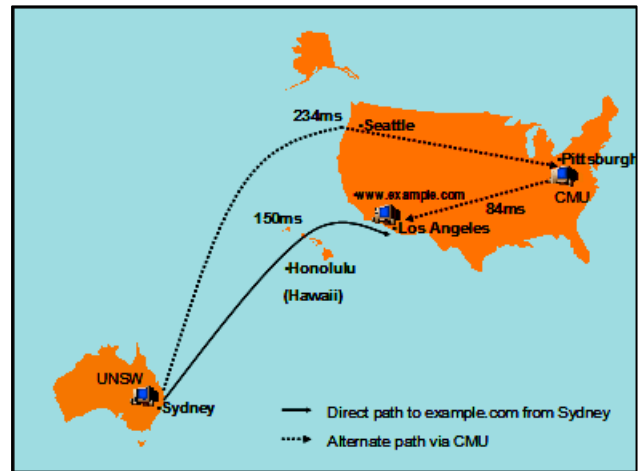 234ms
-Seattle
-Pittsburgh
CMU
-www.example.com
84ms
150ms
-Los Angeles
-Honolulu
(Hawaii)
UNSW
-Sydney
Direct path to example.com from Sydney
Alternate path via CMU